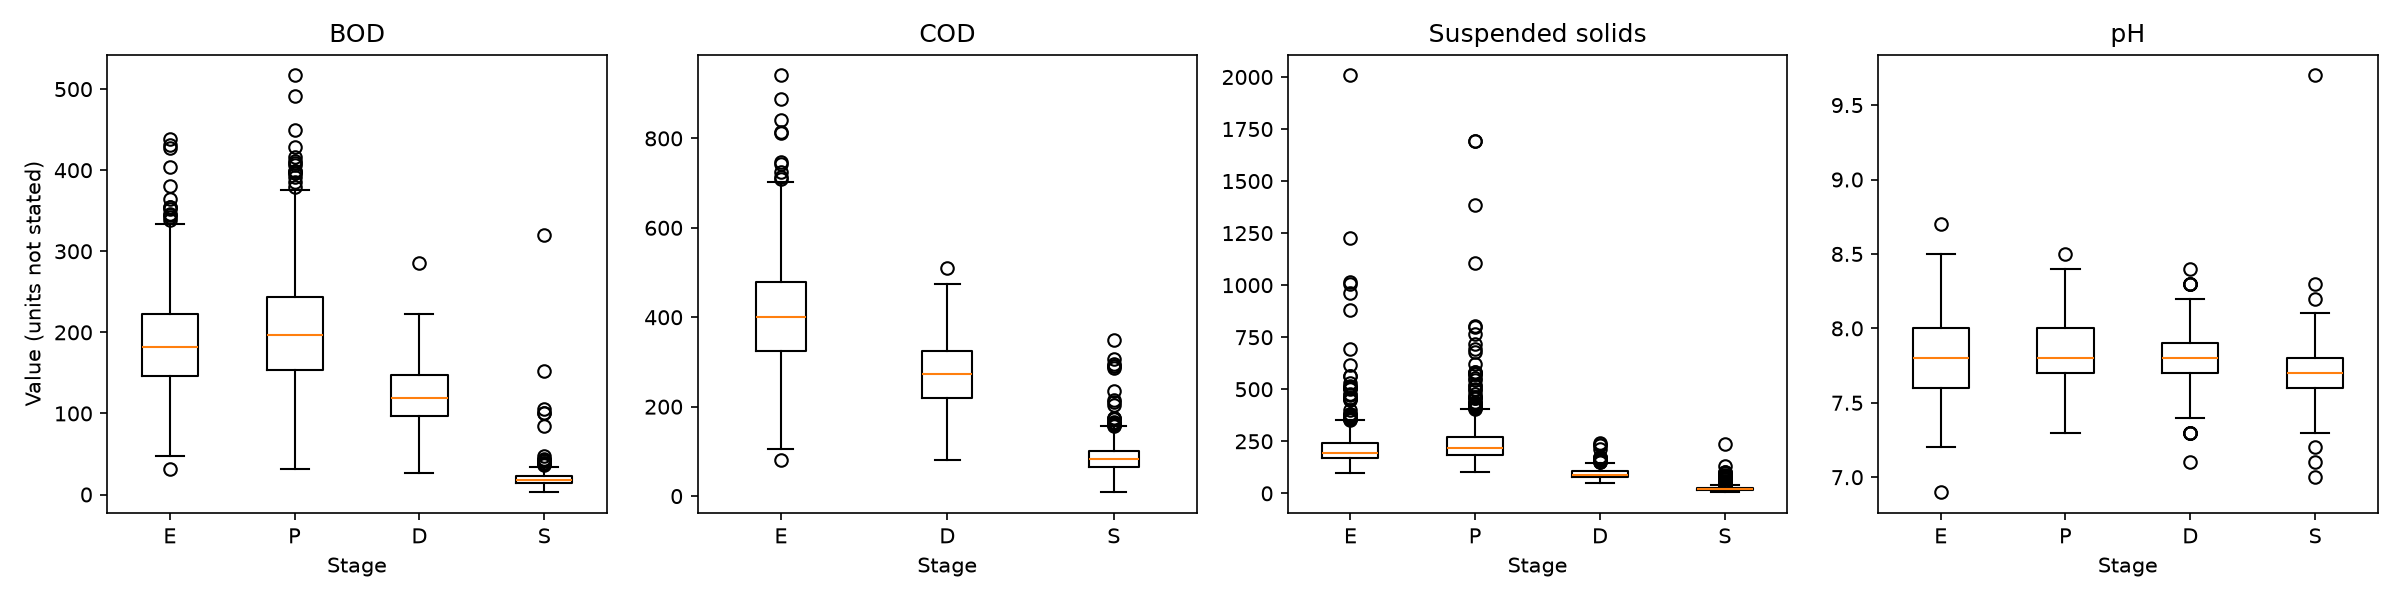 BOD
500
400
300
200
100
0
Value (units not stated)
E P D S
Stage
COD
800
600
400
200
0
E D S
Stage
Suspended solids
2000
1750
1500
1250
1000
750
500
250
0
E P D S
Stage
pH
9.5
9.0
8.5
8.0
7.5
7.0
E P D S
Stage